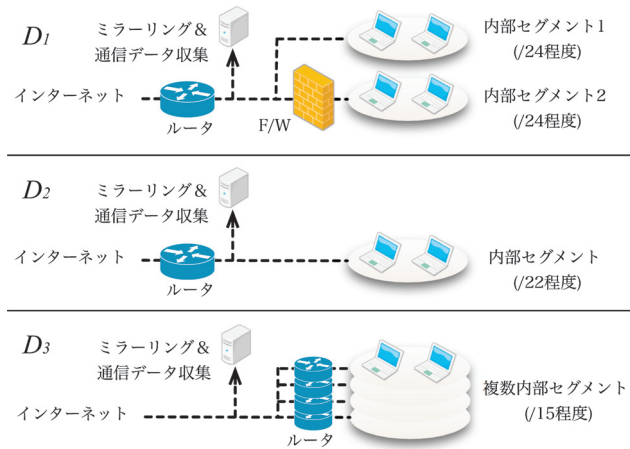 D1
ミラーリング&
通信データ収集
インターネット
ルータ
F/W
内部セグメント1
(/24程度)
内部セグメント2
(/24程度)
D2
ミラーリング&
通信データ収集
インターネット
ルータ
内部セグメント
(/22程度)
D3
ミラーリング&
通信データ収集
インターネット
ルータ
複数内部セグメント
(/15程度)